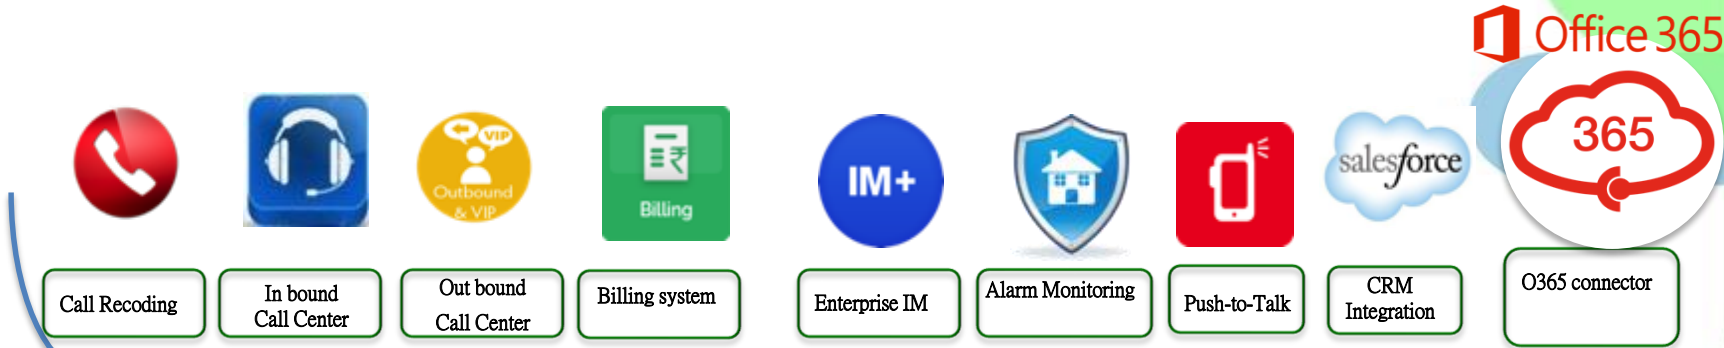 Office 365
365
VIP
Outbound
& VIP
₹
Billing
IM+
salesforce
Call Recoding
In bound
Call Center
Out bound
Call Center
Billing system
Enterprise IM
Alarm Monitoring
Push-to-Talk
CRM
Integration
O365 connector